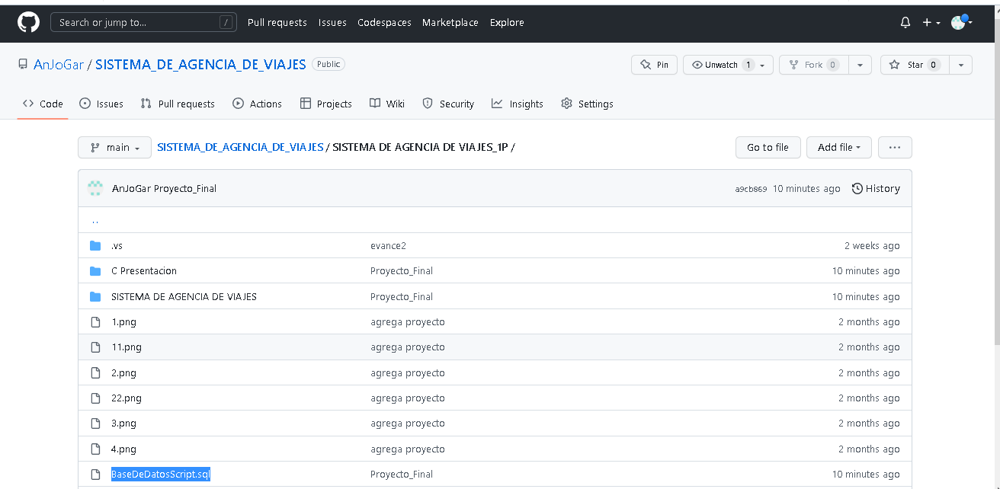 Search or jump to... / Pull requests Issues Codespaces Marketplace Explore
AnJoGar / SISTEMA_DE_AGENCIA_DE_VIAJES Public Pin Unwatch 1 Fork 0 Star 0
Code Issues Pull requests Actions Projects Wiki Security Insights Settings
main SISTEMA_DE_AGENCIA_DE_VIAJES / SISTEMA DE AGENCIA DE VIAJES_1P / Go to file Add file ...
AnJoGar Proyecto_Final a9cb869 10 minutes ago History
..
.vs evance2 2 weeks ago
C Presentacion Proyecto_Final 10 minutes ago
SISTEMA DE AGENCIA DE VIAJES Proyecto_Final 10 minutes ago
1.png agrega proyecto 2 months ago
11.png agrega proyecto 2 months ago
2.png agrega proyecto 2 months ago
22.png agrega proyecto 2 months ago
3.png agrega proyecto 2 months ago
4.png agrega proyecto 2 months ago
BaseDeDatosScript.sql Proyecto_Final 10 minutes ago